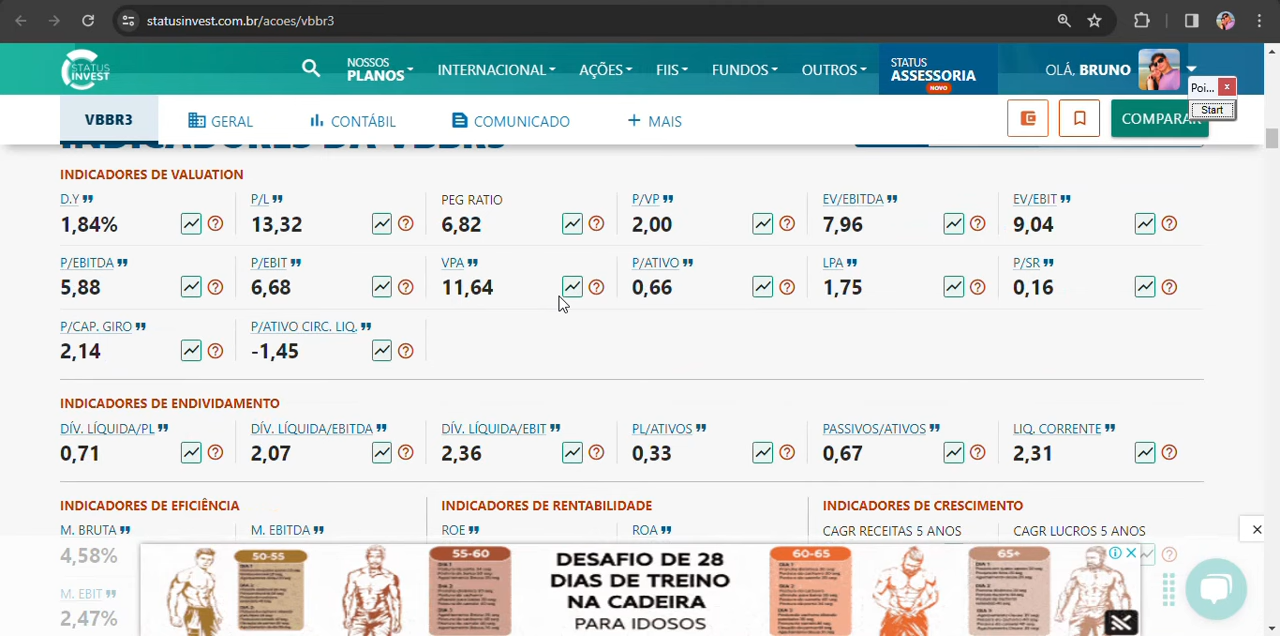 statusinvest.com.br/acoes/vbbr3
STATUS
INVEST
NOSSOS
PLANOS
INTERNACIONAL
AÇÕES
FIIS
FUNDOS
OUTROS
STATUS
ASSESSORIA
NOVO
OLÁ, BRUNO
Poi...
Start
VBBR3
GERAL
CONTÁBIL
COMUNICADO
+ MAIS
COMPARAR
INDICADORES DA VBBR3
INDICADORES DE VALUATION
D.Y P/L PEG RATIO P/VP EV/EBITDA EV/EBIT
1,84% 13,32 6,82 2,00 7,96 9,04
P/EBITDA P/EBIT VPA P/ATIVO LPA P/SR
5,88 6,68 11,64 0,66 1,75 0,16
P/CAP. GIRO P/ATIVO CIRC. LIQ.
2,14 -1,45
INDICADORES DE ENDIVIDAMENTO
DÍV. LÍQUIDA/PL DÍV. LÍQUIDA/EBITDA DÍV. LÍQUIDA/EBIT PL/ATIVOS PASSIVOS/ATIVOS LIQ. CORRENTE
0,71 2,07 2,36 0,33 0,67 2,31
INDICADORES DE EFICIÊNCIA INDICADORES DE RENTABILIDADE INDICADORES DE CRESCIMENTO
M. BRUTA M. EBITDA ROE ROA CAGR RECEITAS 5 ANOS CAGR LUCROS 5 ANOS
4,58%
M. EBIT
2,47%
50-55
DIA 1
DIA 2
55-60
DESAFIO DE 28
DIAS DE TREINO
NA CADEIRA
PARA IDOSOS
60-65
65+